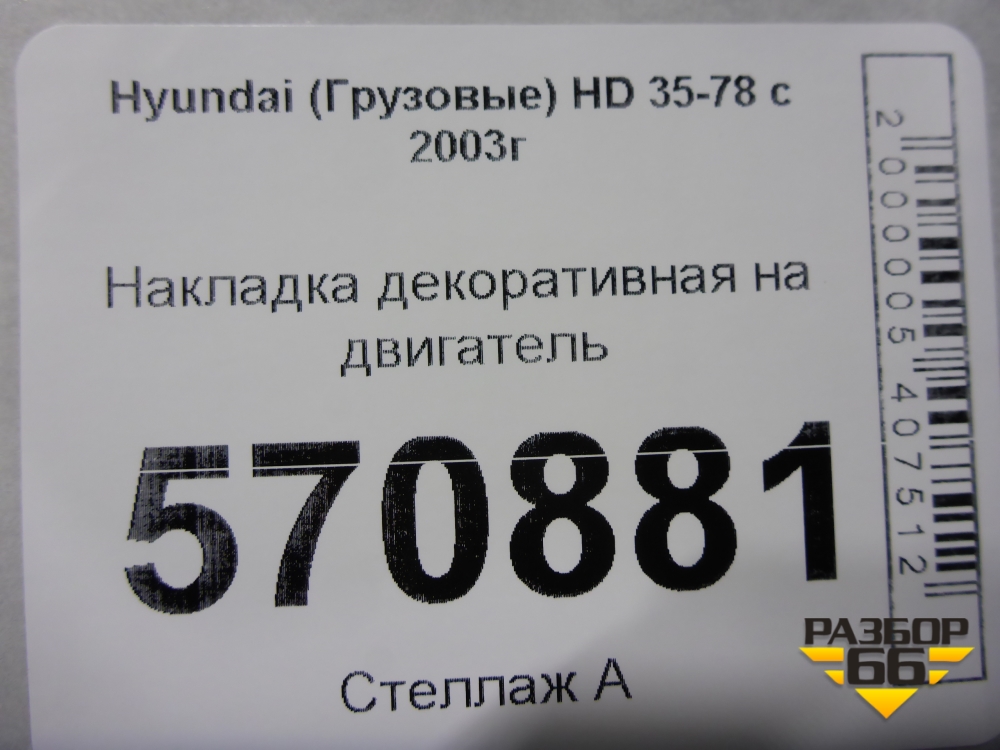 Hyundai (Грузовые) HD 35-78 с
2003г
Накладка декоративная на
двигатель
570881
Стеллаж А
2000005407512
РАЗБОР
66